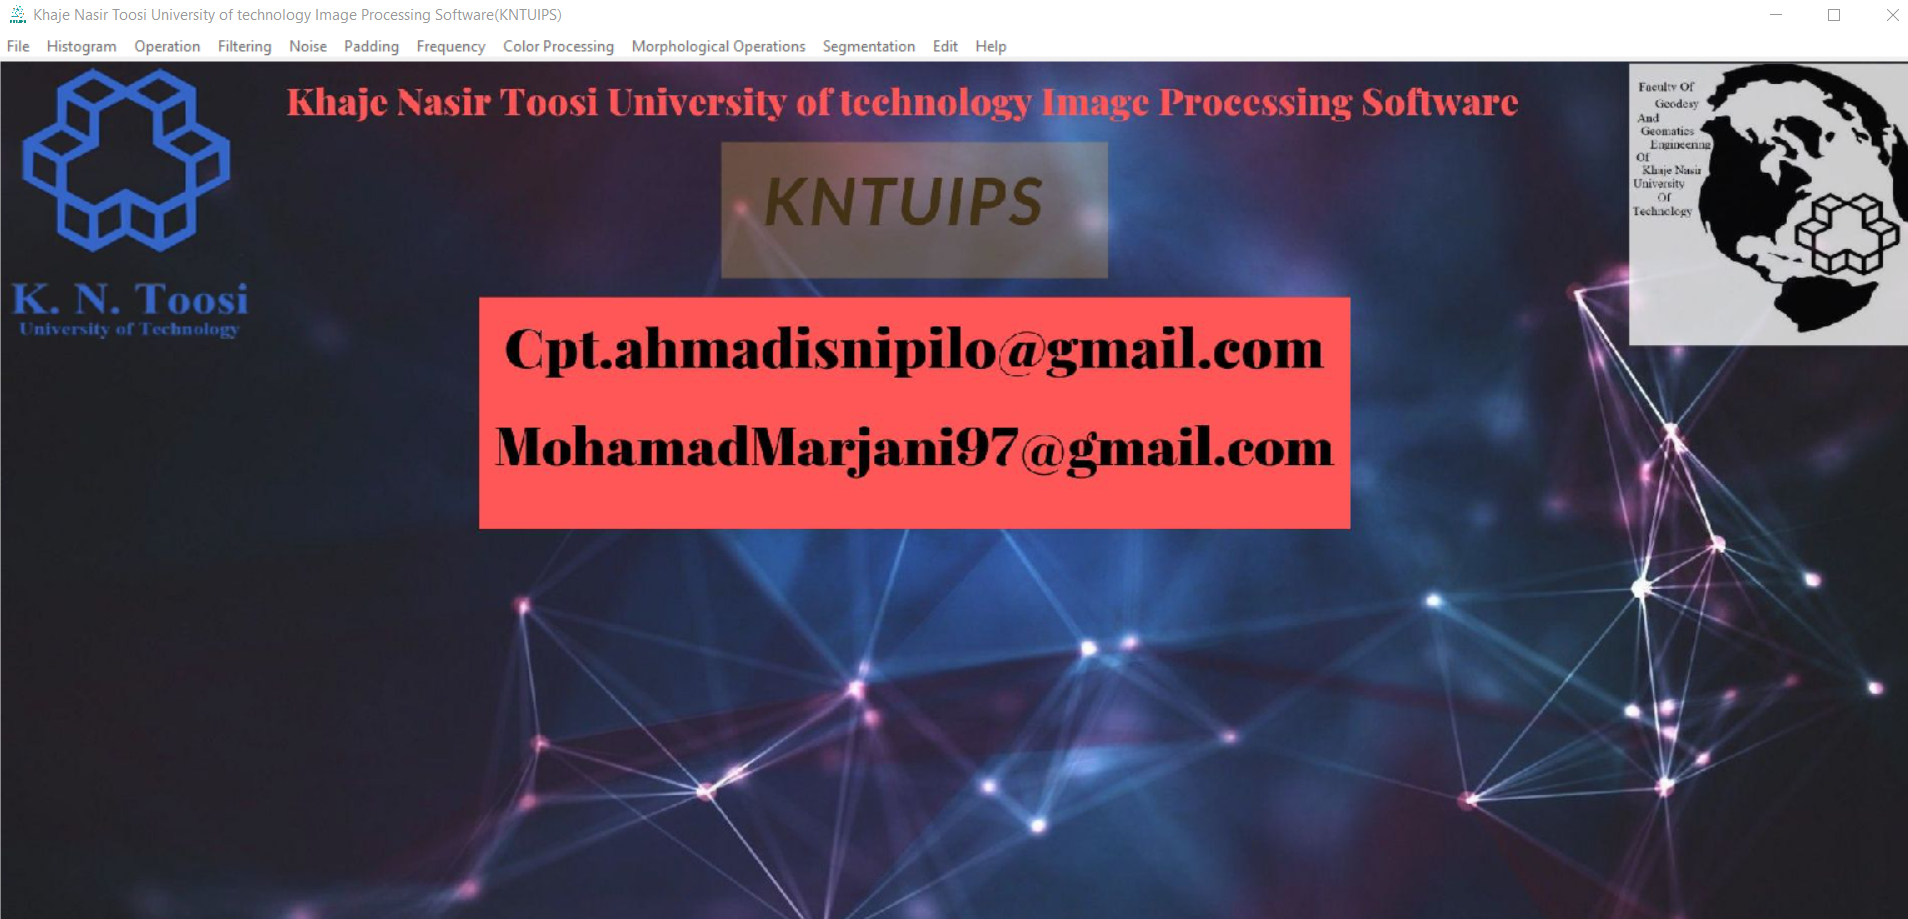 Khaje Nasir Toosi University of technology Image Processing Software(KNTUIPS)
File Histogram Operation Filtering Noise Padding Frequency Color Processing Morphological Operations Segmentation Edit Help
Khaje Nasir Toosi University of technology Image Processing Software
KNTUIPS
Cpt.ahmadisnipilo@gmail.com
MohamadMarjani97@gmail.com
K. N. Toosi
University of Technology
Faculty Of
Geodesy
And
Geomatics
Engineering
Of
Khaje Nasir
University
Of
Technology